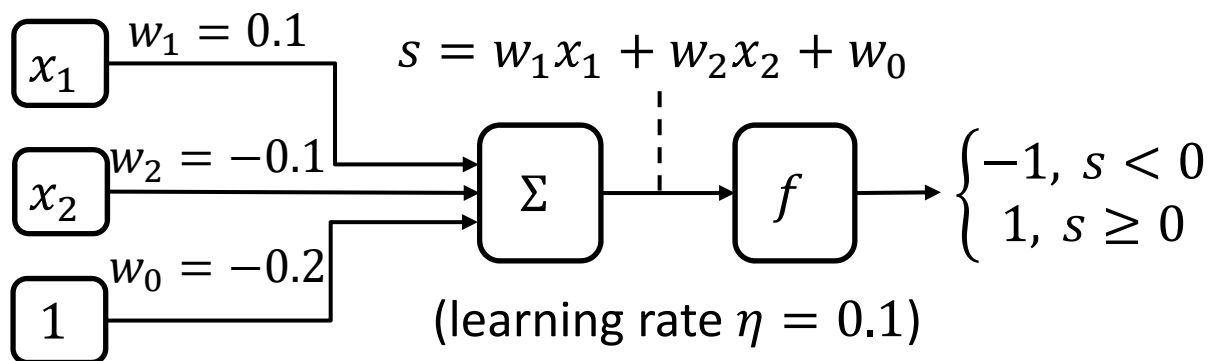 w₁ = 0.1
x₁
s = w₁x₁ + w₂x₂ + w₀
w₂ = −0.1
x₂
Σ
f
{−1, s < 0
1, s ≥ 0
w₀ = −0.2
1
(learning rate η = 0.1)